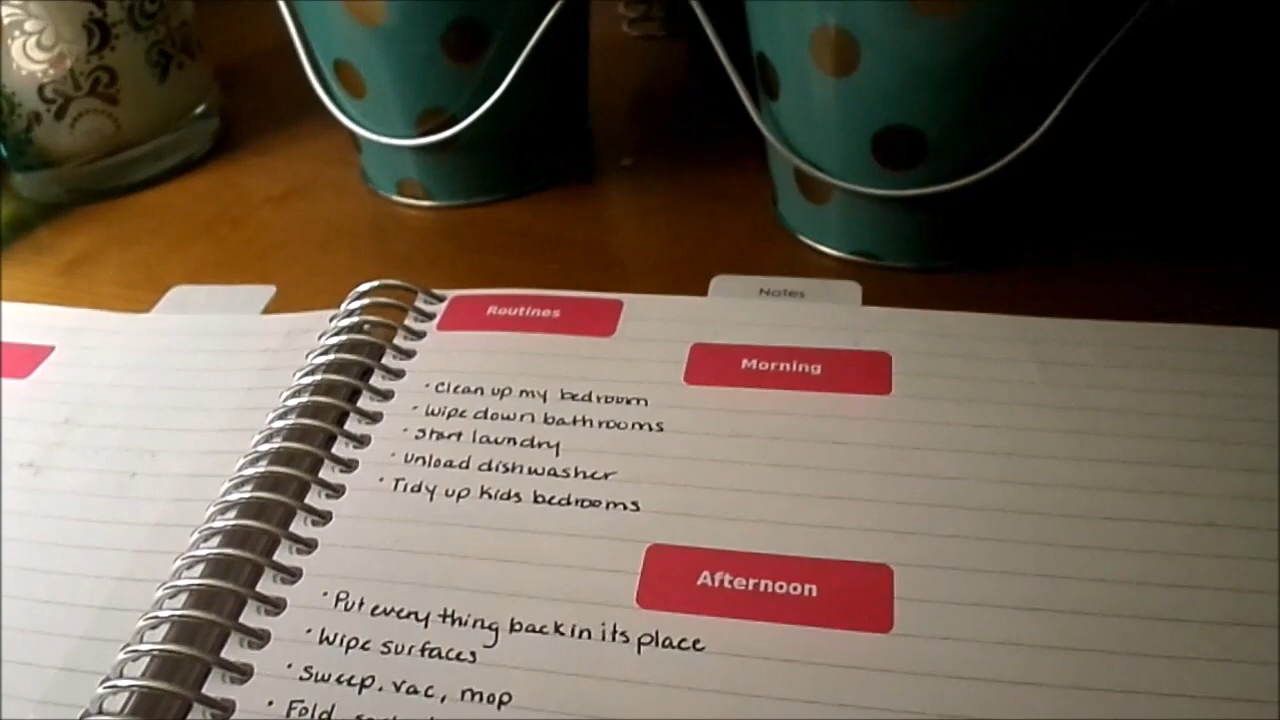 Notes
Routines
Morning
· Clean up my bedroom
· Wipe down bathrooms
· Start laundry
· Unload dishwasher
· Tidy up kids bedrooms
Afternoon
· Put every thing back in its place
· Wipe surfaces
· Sweep, vac, mop
· Fold